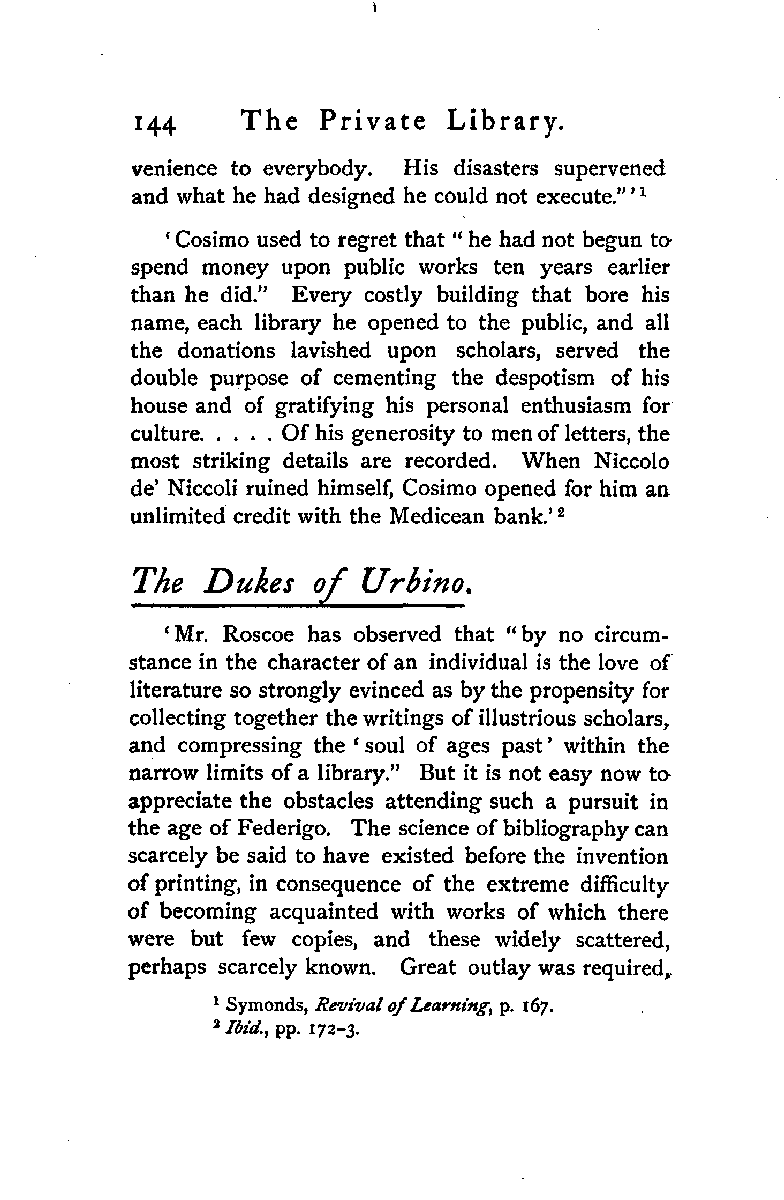 144 The Private Library.
venience to everybody. His disasters supervened
and what he had designed he could not execute."'¹
'Cosimo used to regret that "he had not begun to
spend money upon public works ten years earlier
than he did." Every costly building that bore his
name, each library he opened to the public, and all
the donations lavished upon scholars, served the
double purpose of cementing the despotism of his
house and of gratifying his personal enthusiasm for
culture. . . . . Of his generosity to men of letters, the
most striking details are recorded. When Niccolo
de' Niccoli ruined himself, Cosimo opened for him an
unlimited credit with the Medicean bank.'²
The Dukes of Urbino.
'Mr. Roscoe has observed that "by no circum-
stance in the character of an individual is the love of
literature so strongly evinced as by the propensity for
collecting together the writings of illustrious scholars,
and compressing the 'soul of ages past' within the
narrow limits of a library." But it is not easy now to
appreciate the obstacles attending such a pursuit in
the age of Federigo. The science of bibliography can
scarcely be said to have existed before the invention
of printing, in consequence of the extreme difficulty
of becoming acquainted with works of which there
were but few copies, and these widely scattered,
perhaps scarcely known. Great outlay was required,
¹ Symonds, Revival of Learning, p. 167.
² Ibid., pp. 172-3.